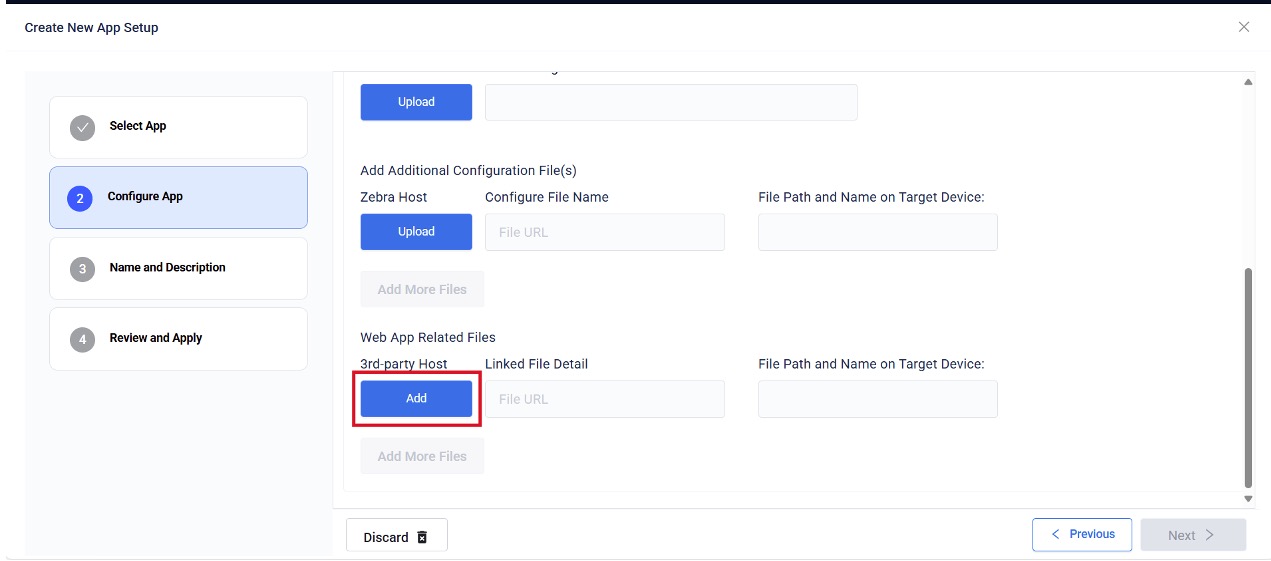 Create New App Setup
Select App
2
Configure App
3
Name and Description
4
Review and Apply
Upload
Add Additional Configuration File(s)
Zebra Host
Configure File Name
File Path and Name on Target Device:
Upload
File URL
Add More Files
Web App Related Files
3rd-party Host
Linked File Detail
File Path and Name on Target Device:
Add
File URL
Add More Files
Discard
Previous
Next